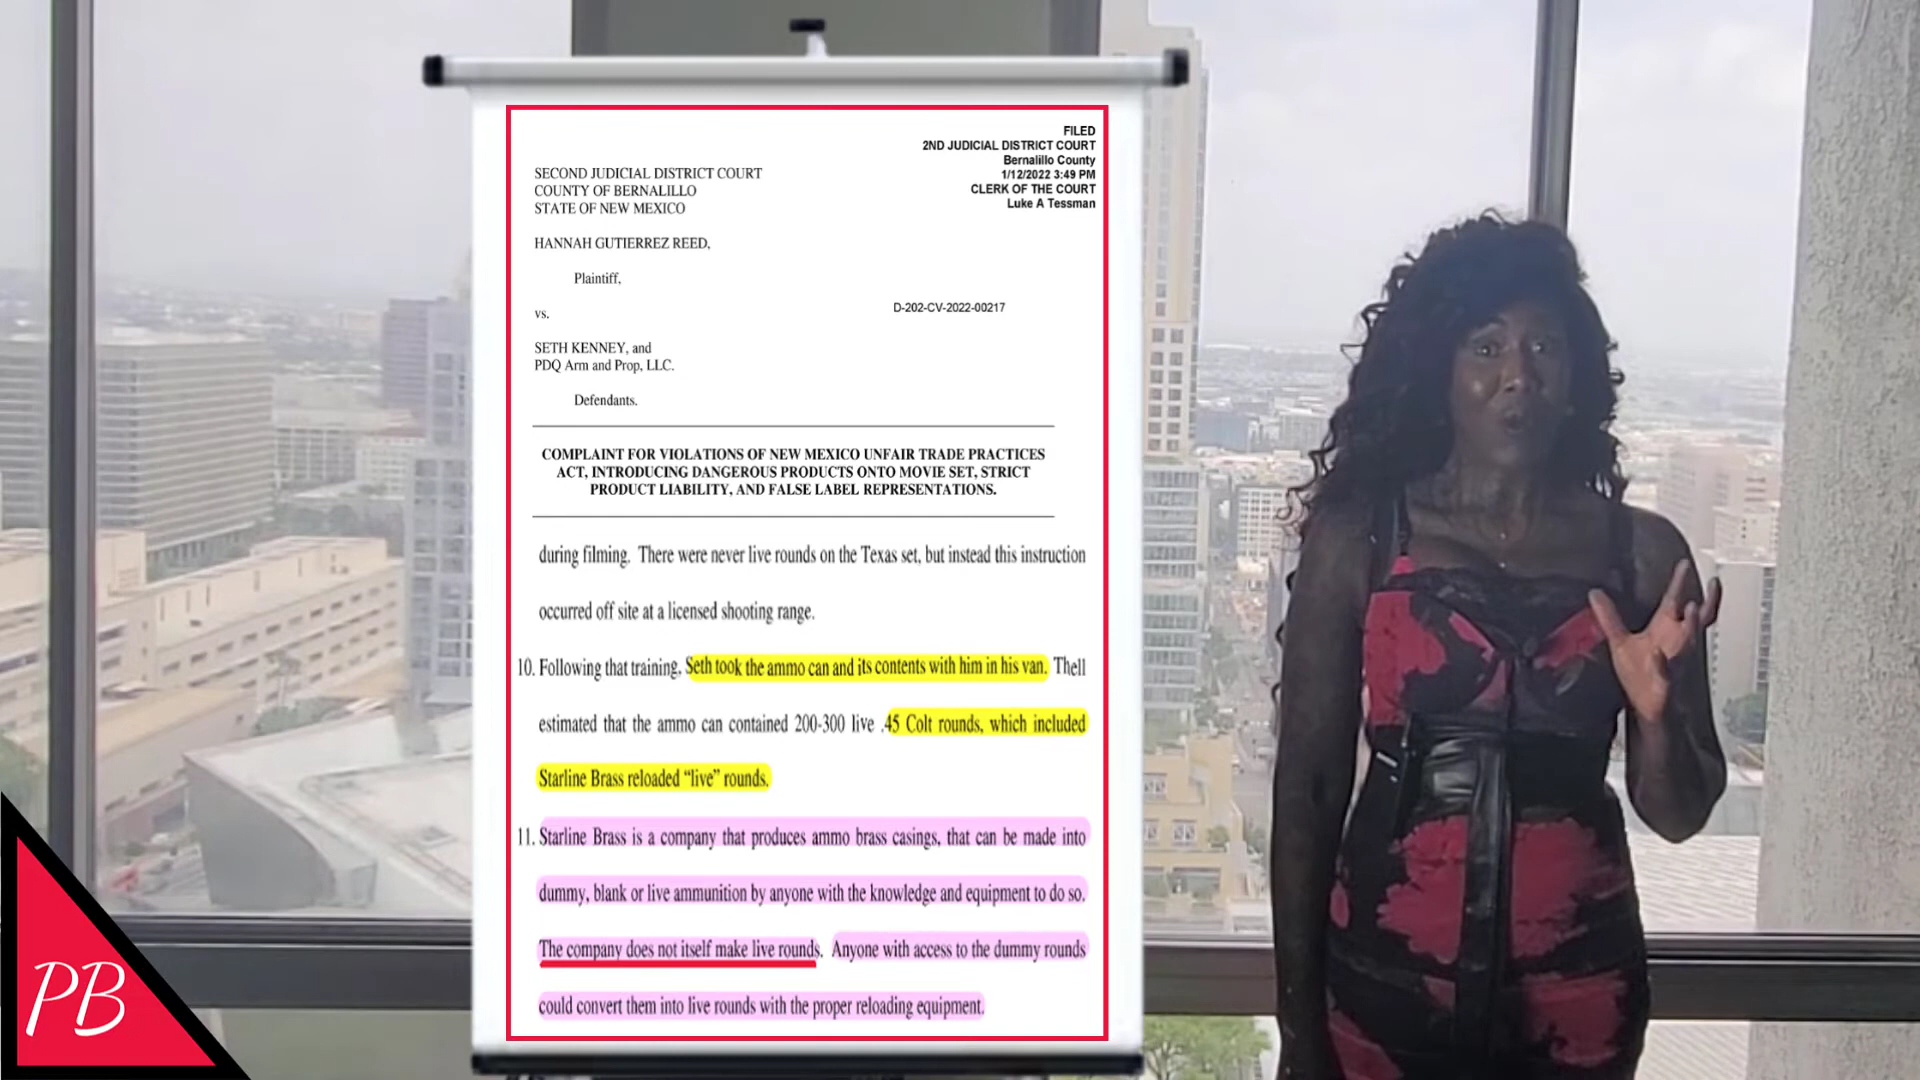 FILED
2ND JUDICIAL DISTRICT COURT
Bernalillo County
1/12/2022 3:49 PM
CLERK OF THE COURT
Luke A Tessman
SECOND JUDICIAL DISTRICT COURT
COUNTY OF BERNALILLO
STATE OF NEW MEXICO
HANNAH GUTIERREZ REED,
Plaintiff,
vs.
D-202-CV-2022-00217
SETH KENNEY, and
PDQ Arm and Prop, LLC.
Defendants.
COMPLAINT FOR VIOLATIONS OF NEW MEXICO UNFAIR TRADE PRACTICES
ACT, INTRODUCING DANGEROUS PRODUCTS ONTO MOVIE SET, STRICT
PRODUCT LIABILITY, AND FALSE LABEL REPRESENTATIONS.
during filming. There were never live rounds on the Texas set, but instead this instruction
occurred off site at a licensed shooting range.
10. Following that training, Seth took the ammo can and its contents with him in his van. Thell
estimated that the ammo can contained 200-300 live .45 Colt rounds, which included
Starline Brass reloaded “live” rounds.
11. Starline Brass is a company that produces ammo brass casings, that can be made into
dummy, blank or live ammunition by anyone with the knowledge and equipment to do so.
The company does not itself make live rounds. Anyone with access to the dummy rounds
could convert them into live rounds with the proper reloading equipment.
PB